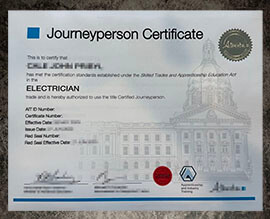 Journeyperson Certificate
Alberta
This is to certify that
has met the certification standards established under the Skilled Trades and Apprenticeship Education Act
in the
ELECTRICIAN
trade and is hereby authorized to use the title Certified Journeyperson.
AIT ID Number:
Certificate Number:
Effective Date:
Issue Date:
Red Seal Number:
Red Seal Effective Date:
Apprenticeship
and Industry
Training
Alberta